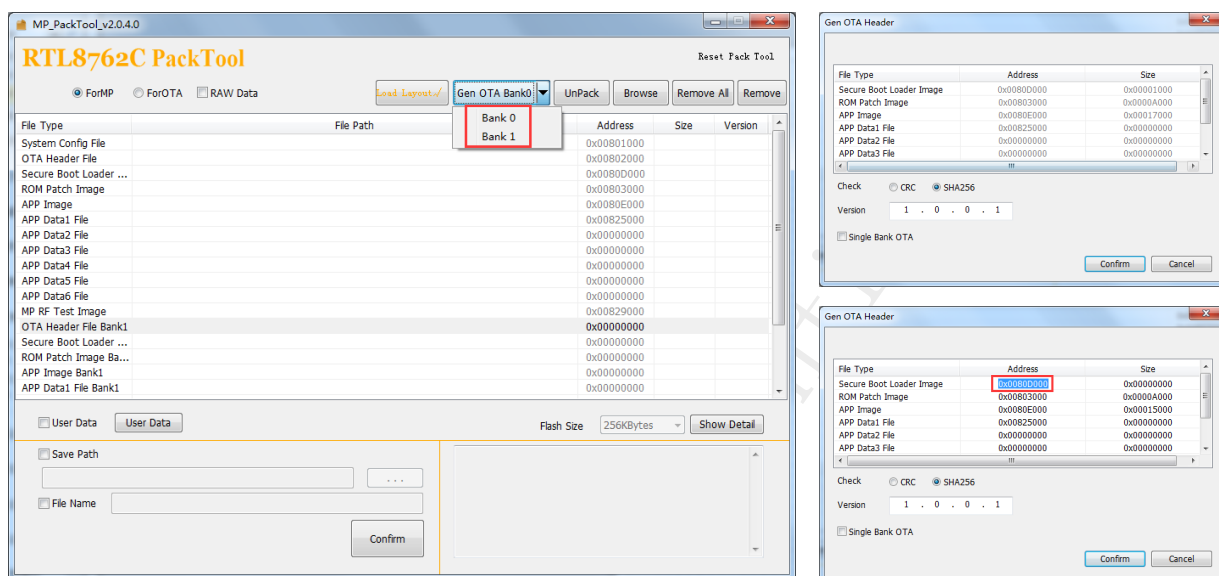 MP_PackTool_v2.0.4.0
RTL8762C PackTool
Reset Pack Tool
ForMP ForOTA RAW Data Load Layout√ Gen OTA Bank0 UnPack Browse Remove All Remove
Bank 0
Bank 1
File Type File Path Address Size Version
System Config File 0x00801000
OTA Header File 0x00802000
Secure Boot Loader ... 0x0080D000
ROM Patch Image 0x00803000
APP Image 0x0080E000
APP Data1 File 0x00825000
APP Data2 File 0x00000000
APP Data3 File 0x00000000
APP Data4 File 0x00000000
APP Data5 File 0x00000000
APP Data6 File 0x00000000
MP RF Test Image 0x00829000
OTA Header File Bank1 0x00000000
Secure Boot Loader ... 0x00000000
ROM Patch Image Ba... 0x00000000
APP Image Bank1 0x00000000
APP Data1 File Bank1 0x00000000
User Data User Data Flash Size 256KBytes Show Detail
Save Path
...
File Name
Confirm
Gen OTA Header
File Type Address Size
Secure Boot Loader Image 0x0080D000 0x00001000
ROM Patch Image 0x00803000 0x0000A000
APP Image 0x0080E000 0x00017000
APP Data1 File 0x00825000 0x00000000
APP Data2 File 0x00000000 0x00000000
APP Data3 File 0x00000000 0x00000000
Check CRC SHA256
Version 1 . 0 . 0 . 1
Single Bank OTA
Confirm Cancel
Gen OTA Header
File Type Address Size
Secure Boot Loader Image 0x0080D000 0x00000000
ROM Patch Image 0x00803000 0x0000A000
APP Image 0x0080E000 0x00015000
APP Data1 File 0x00825000 0x00000000
APP Data2 File 0x00000000 0x00000000
APP Data3 File 0x00000000 0x00000000
Check CRC SHA256
Version 1 . 0 . 0 . 1
Single Bank OTA
Confirm Cancel